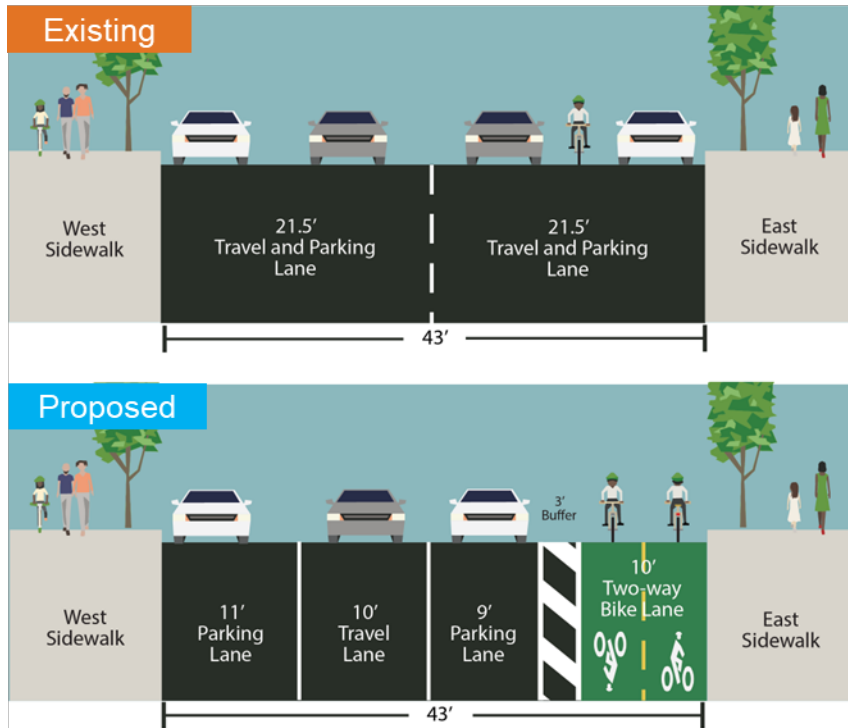 Existing
West
Sidewalk
21.5’
Travel and Parking
Lane
21.5’
Travel and Parking
Lane
East
Sidewalk
43’
Proposed
3’
Buffer
West
Sidewalk
11’
Parking
Lane
10’
Travel
Lane
9’
Parking
Lane
10’
Two-way
Bike Lane
East
Sidewalk
43’